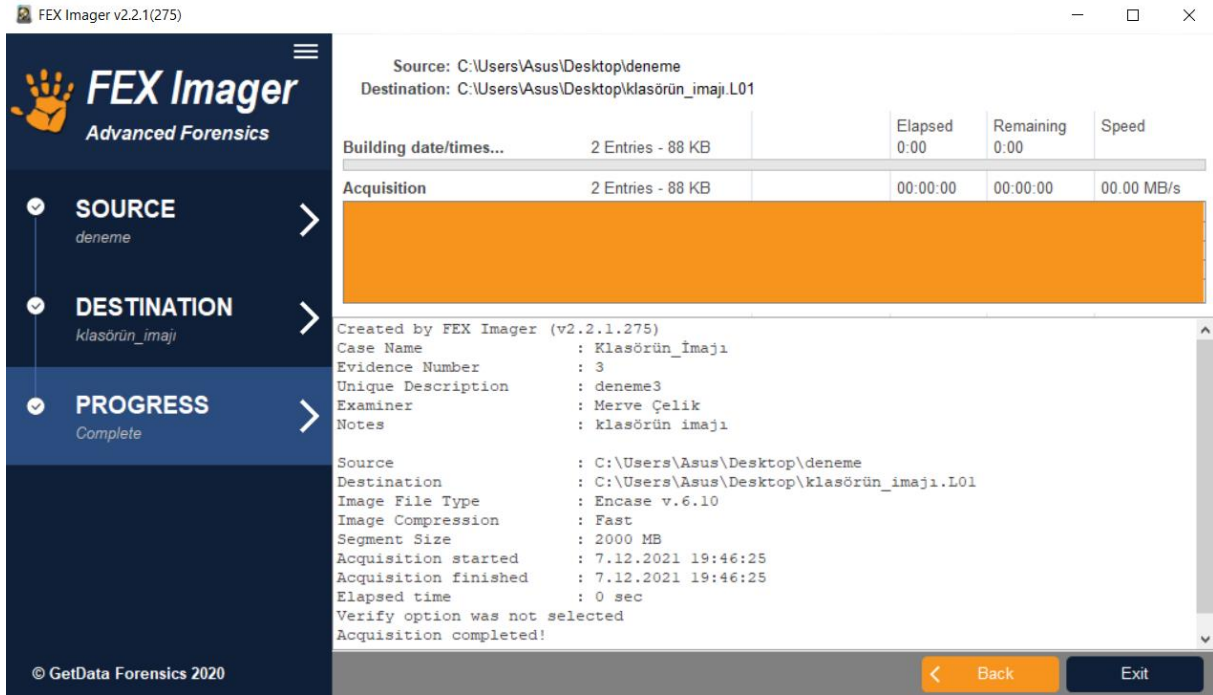 FEX Imager v2.2.1(275)
FEX Imager
Advanced Forensics
SOURCE
deneme
DESTINATION
klasörün_imajı
PROGRESS
Complete
© GetData Forensics 2020
Source: C:\Users\Asus\Desktop\deneme
Destination: C:\Users\Asus\Desktop\klasörün_imajı.L01
Elapsed Remaining Speed
Building date/times... 2 Entries - 88 KB 0:00 0:00
Acquisition 2 Entries - 88 KB 00:00:00 00:00:00 00.00 MB/s
Created by FEX Imager (v2.2.1.275)
Case Name : Klasörün_İmajı
Evidence Number : 3
Unique Description : deneme3
Examiner : Merve Çelik
Notes : klasörün imajı
Source : C:\Users\Asus\Desktop\deneme
Destination : C:\Users\Asus\Desktop\klasörün_imajı.L01
Image File Type : Encase v.6.10
Image Compression : Fast
Segment Size : 2000 MB
Acquisition started : 7.12.2021 19:46:25
Acquisition finished : 7.12.2021 19:46:25
Elapsed time : 0 sec
Verify option was not selected
Acquisition completed!
Back Exit